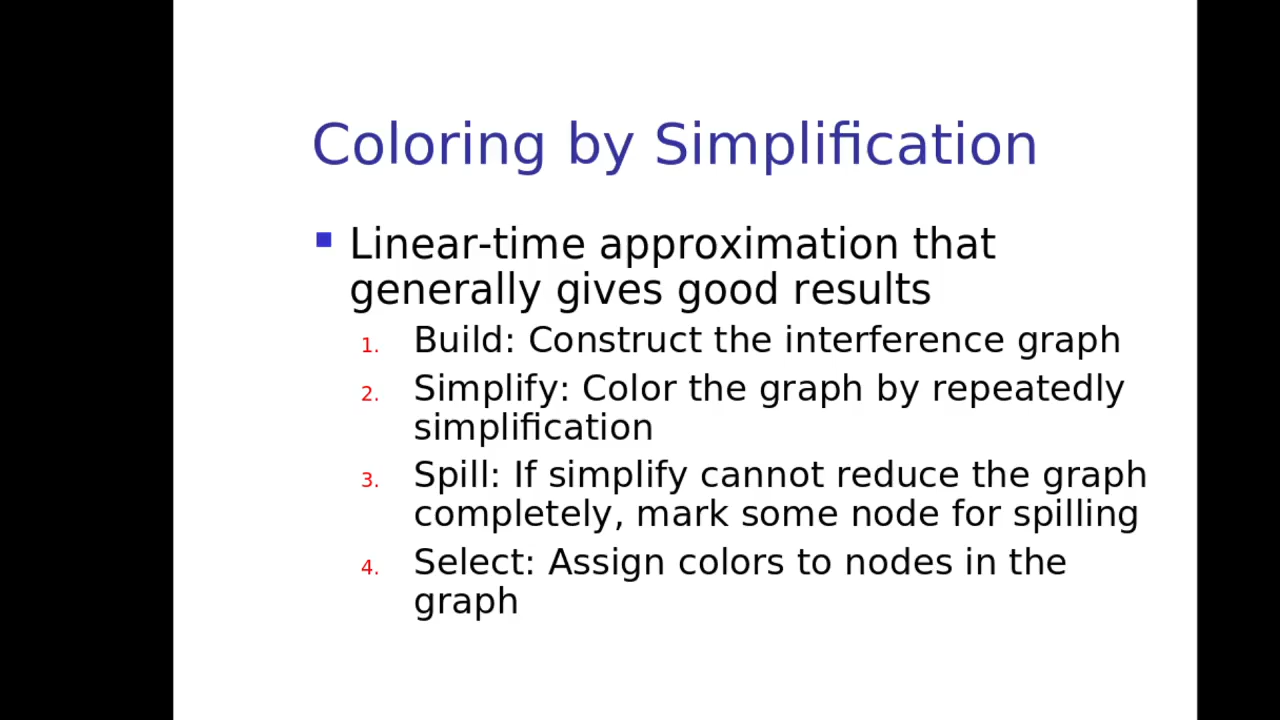 Coloring by Simplification
Linear-time approximation that
generally gives good results
1. Build: Construct the interference graph
2. Simplify: Color the graph by repeatedly
simplification
3. Spill: If simplify cannot reduce the graph
completely, mark some node for spilling
4. Select: Assign colors to nodes in the
graph